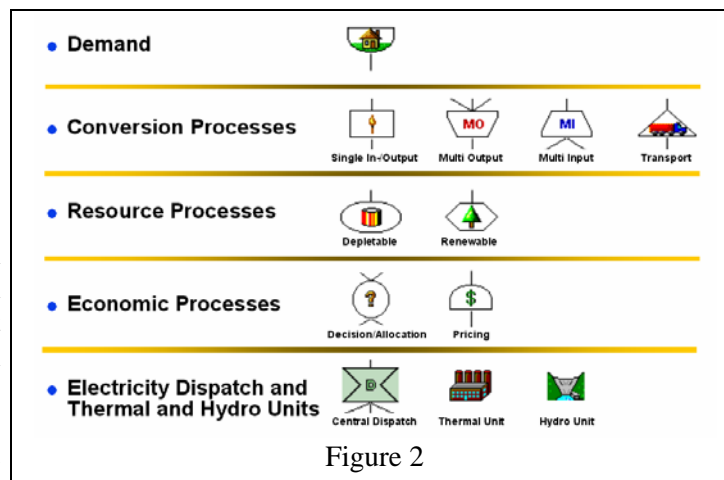 Demand
Conversion Processes
MO
MI
Single In-/Output
Multi Output
Multi Input
Transport
Resource Processes
Depletable
Renewable
Economic Processes
?
$
Decision/Allocation
Pricing
Electricity Dispatch and
Thermal and Hydro Units
D
Central Dispatch
Thermal Unit
Hydro Unit
Figure 2